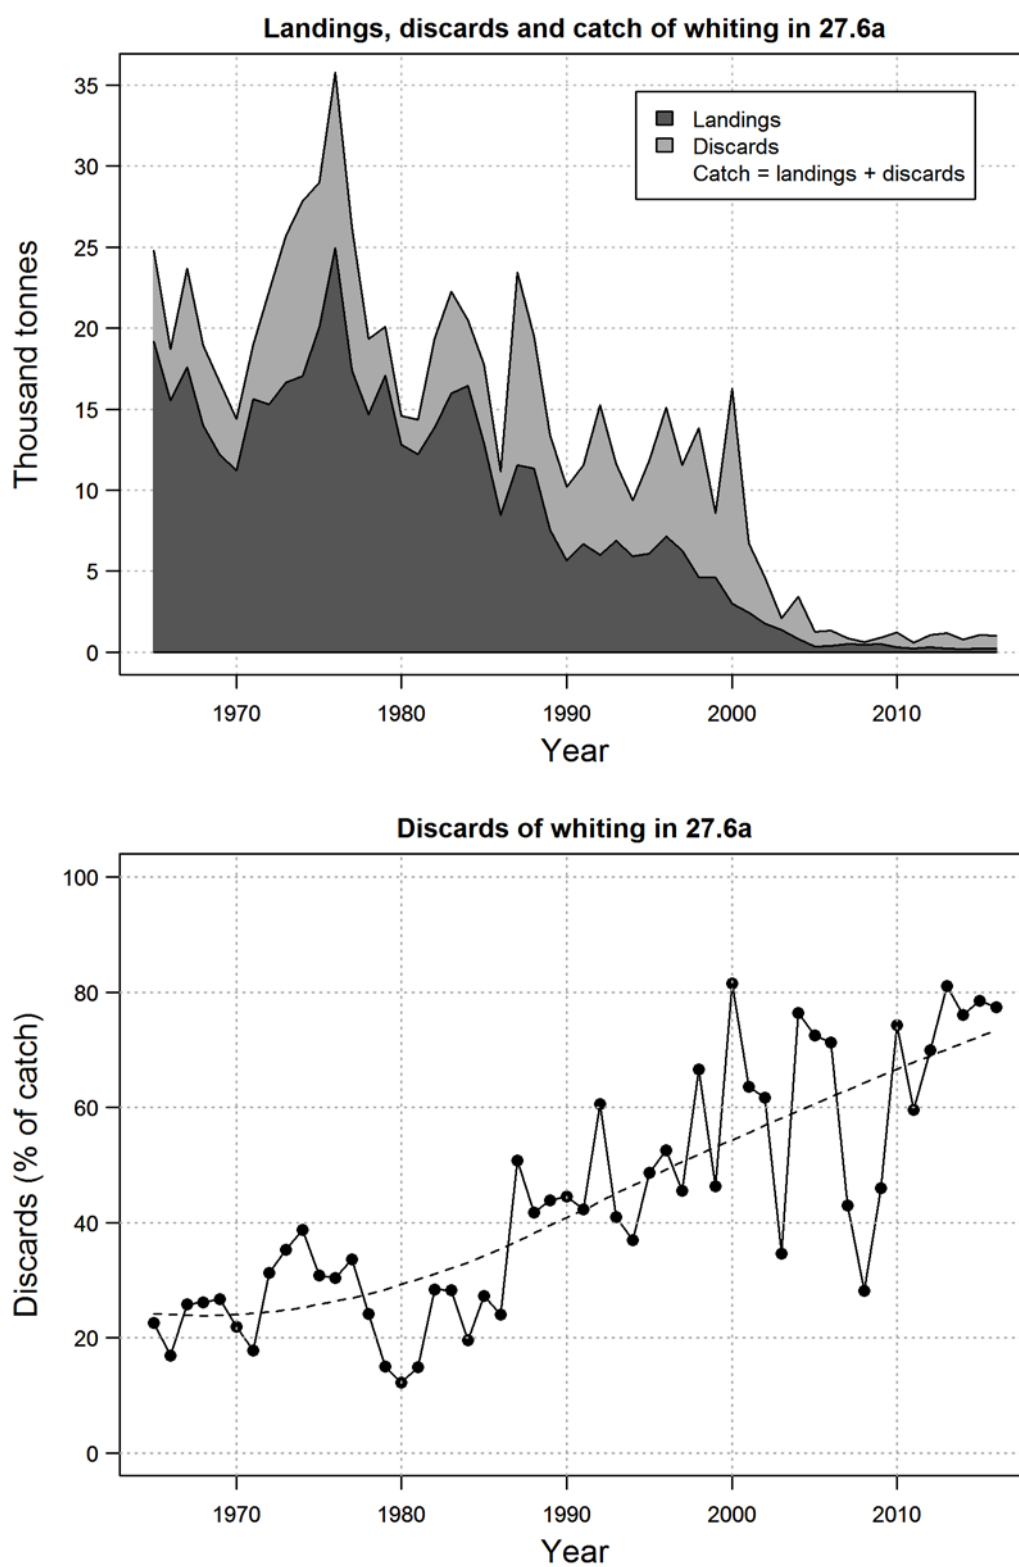 Landings, discards and catch of whiting in 27.6a
Thousand tonnes
35
30
25
20
15
10
5
0
Landings
Discards
Catch = landings + discards
1970 1980 1990 2000 2010
Year
Discards of whiting in 27.6a
Discards (% of catch)
100
80
60
40
20
0
1970 1980 1990 2000 2010
Year